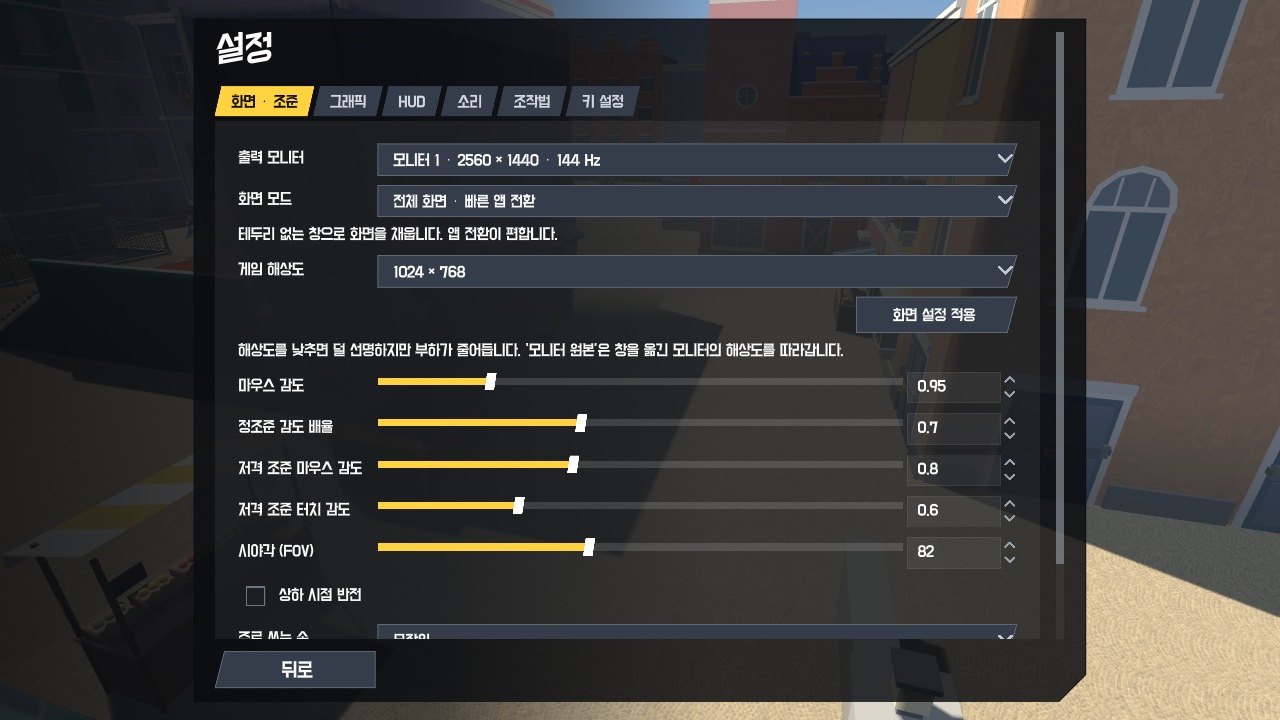 설정
화면 · 조준 그래픽 HUD 소리 조작법 키 설정
출력 모니터 모니터 1 · 2560 × 1440 · 144 Hz
화면 모드 전체 화면 · 빠른 앱 전환
테두리 없는 창으로 화면을 채웁니다. 앱 전환이 편합니다.
게임 해상도 1024 × 768
화면 설정 적용
해상도를 낮추면 덜 선명하지만 부하가 줄어듭니다. '모니터 원본'은 창을 옮긴 모니터의 해상도를 따라갑니다.
마우스 감도 0.95
정조준 감도 배율 0.7
저격 조준 마우스 감도 0.8
저격 조준 터치 감도 0.6
시야각 (FOV) 82
상하 시점 반전
주로 쓰는 손
뒤로